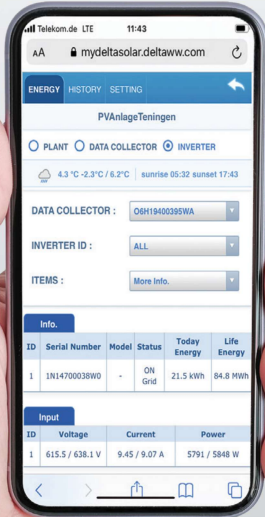 Telekom.de LTE 11:43
AA mydeltasolar.deltaww.com
ENERGY HISTORY SETTING
PVAnlageTeningen
PLANT DATA COLLECTOR INVERTER
4.3 °C -2.3°C / 6.2°C sunrise 05:32 sunset 17:43
DATA COLLECTOR : O6H19400395WA
INVERTER ID : ALL
ITEMS : More Info.
Info.
ID Serial Number Model Status Today Energy Life Energy
1 1N14700038W0 - ON Grid 21.5 kWh 84.8 MWh
Input
ID Voltage Current Power
1 615.5 / 638.1 V 9.45 / 9.07 A 5791 / 5848 W